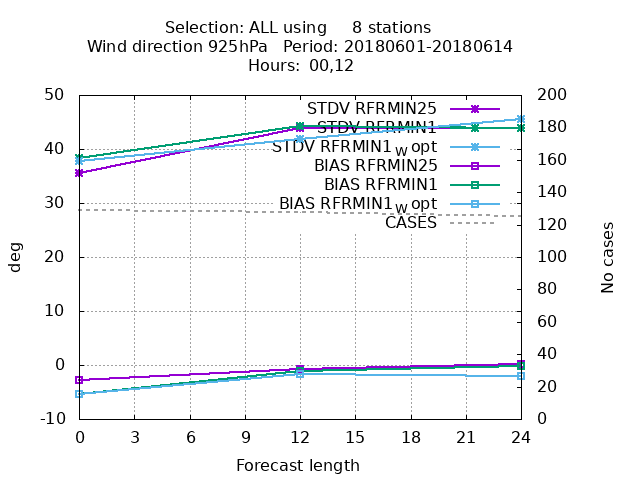 Selection: ALL using 8 stations
Wind direction 925hPa Period: 20180601-20180614
Hours: 00,12
50
40
30
20
10
0
-10
deg
200
180
160
140
120
100
80
60
40
20
0
No cases
STDV RFRMIN25
STDV RFRMIN1
STDV RFRMIN1w opt
BIAS RFRMIN25
BIAS RFRMIN1
BIAS RFRMIN1w opt
CASES
0 3 6 9 12 15 18 21 24
Forecast length